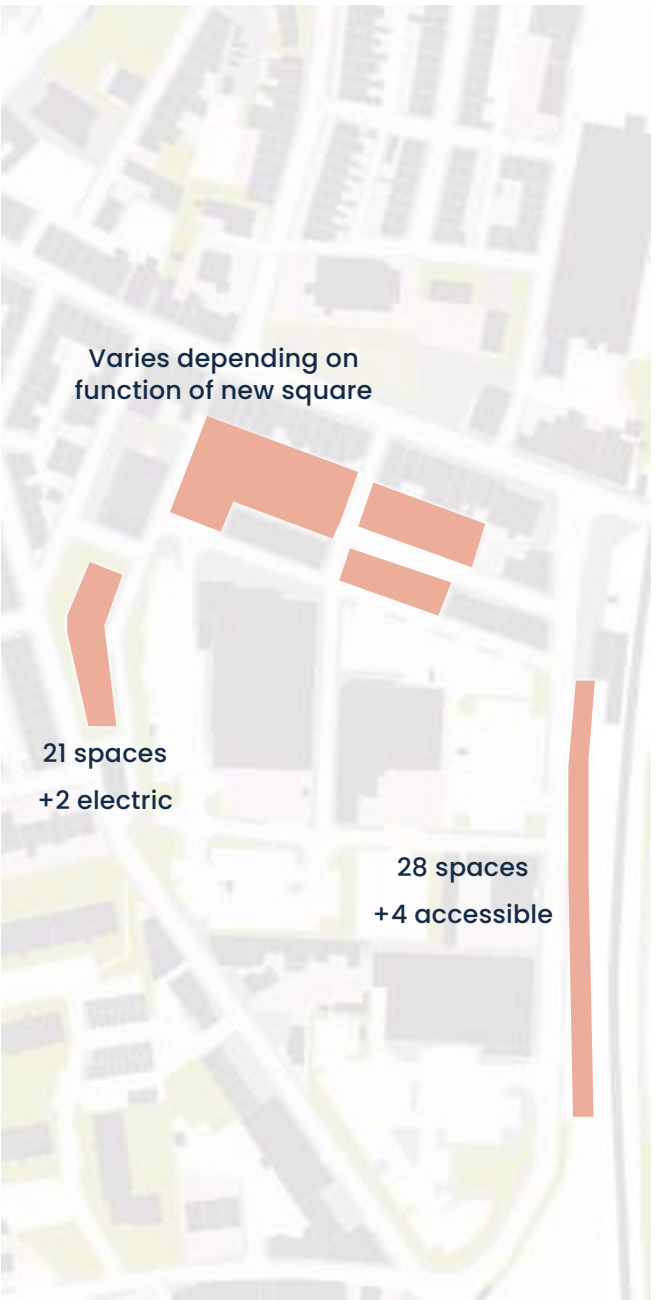 Varies depending on
function of new square
21 spaces
+2 electric
28 spaces
+4 accessible